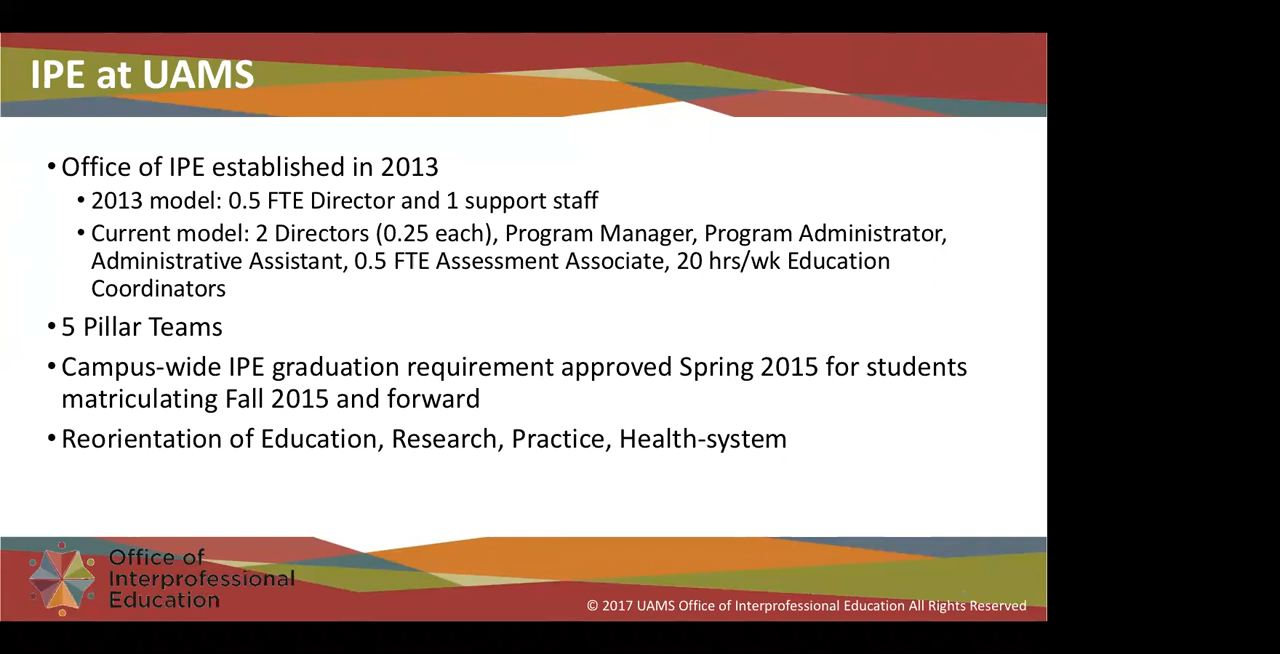 IPE at UAMS
• Office of IPE established in 2013
• 2013 model: 0.5 FTE Director and 1 support staff
• Current model: 2 Directors (0.25 each), Program Manager, Program Administrator,
Administrative Assistant, 0.5 FTE Assessment Associate, 20 hrs/wk Education
Coordinators
• 5 Pillar Teams
• Campus-wide IPE graduation requirement approved Spring 2015 for students
matriculating Fall 2015 and forward
• Reorientation of Education, Research, Practice, Health-system
Office of
Interprofessional
Education
© 2017 UAMS Office of Interprofessional Education All Rights Reserved